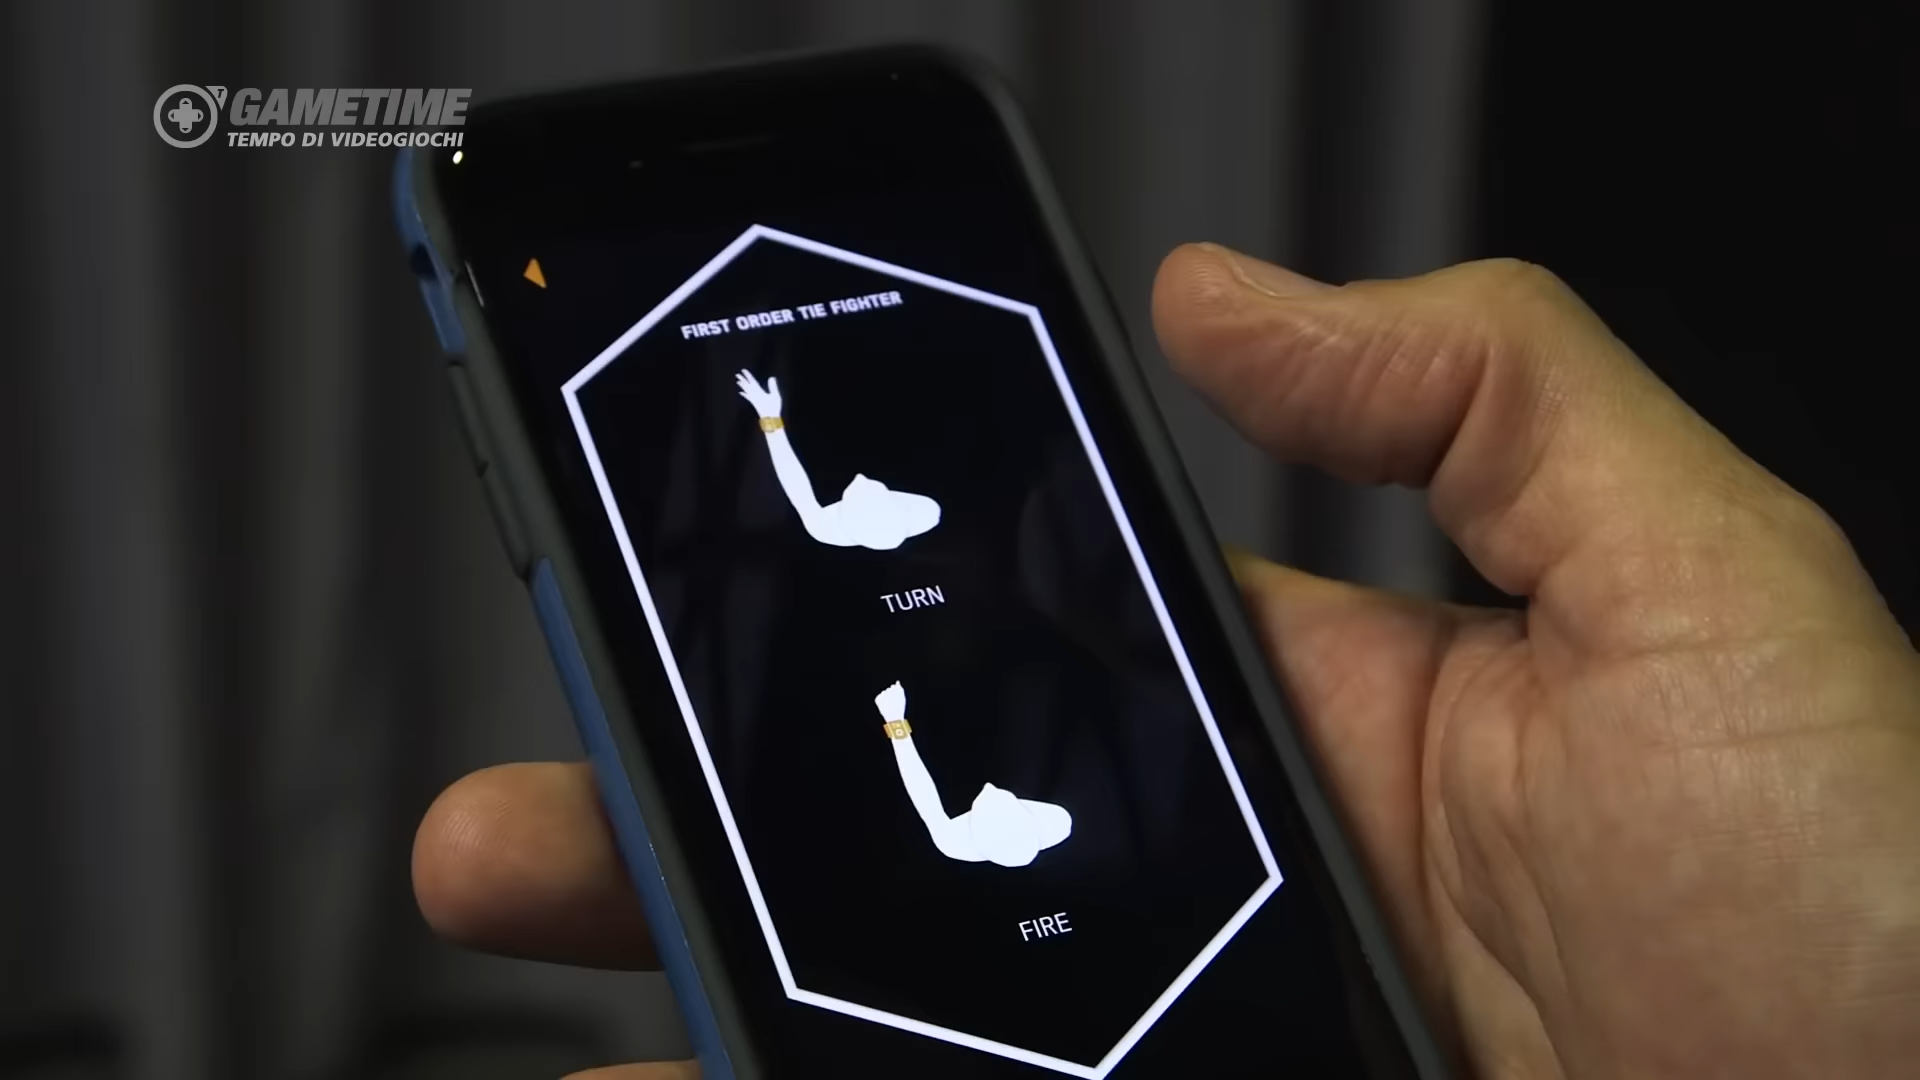 GAMETIME
TEMPO DI VIDEOGIOCHI
FIRST ORDER TIE FIGHTER
TURN
FIRE